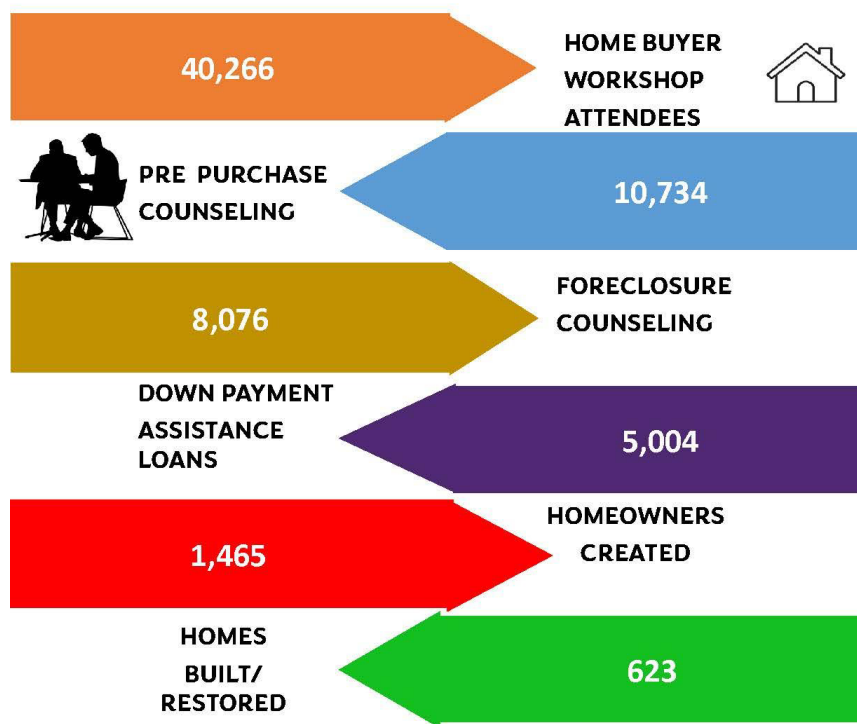 40,266
HOME BUYER
WORKSHOP
ATTENDEES
PRE PURCHASE
COUNSELING
10,734
8,076
FORECLOSURE
COUNSELING
DOWN PAYMENT
ASSISTANCE
LOANS
5,004
1,465
HOMEOWNERS
CREATED
HOMES
BUILT/
RESTORED
623